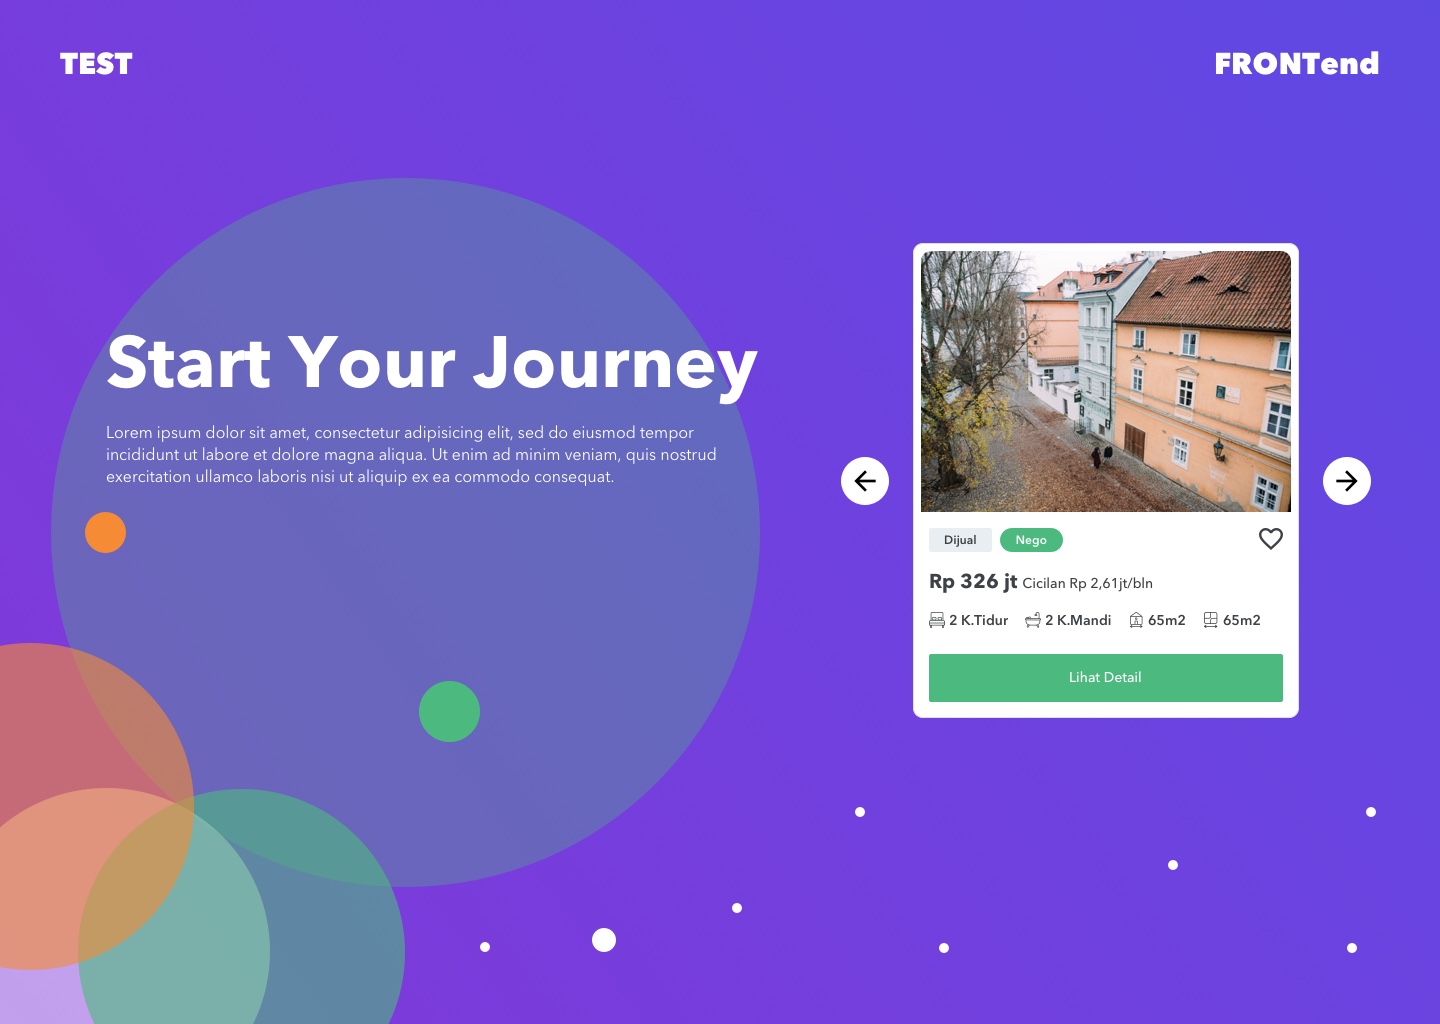 TEST
FRONTend
Start Your Journey
Lorem ipsum dolor sit amet, consectetur adipisicing elit, sed do eiusmod tempor
incididunt ut labore et dolore magna aliqua. Ut enim ad minim veniam, quis nostrud
exercitation ullamco laboris nisi ut aliquip ex ea commodo consequat.
Dijual
Nego
Rp 326 jt Cicilan Rp 2,61jt/bln
2 K.Tidur 2 K.Mandi 65m2 65m2
Lihat Detail